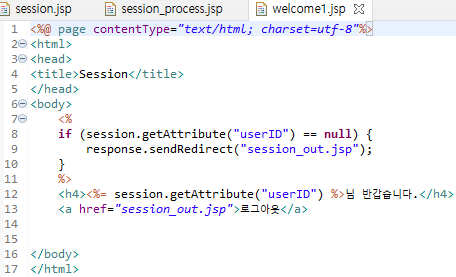 session.jsp session_process.jsp welcome1.jsp
1 <%@ page contentType="text/html; charset=utf-8"%>
2 <html>
3 <head>
4 <title>Session</title>
5 </head>
6 <body>
7 <%
8 if (session.getAttribute("userID") == null) {
9 response.sendRedirect("session_out.jsp");
10 }
11 %>
12 <h4><%= session.getAttribute("userID") %>님 반갑습니다.</h4>
13 <a href="session_out.jsp">로그아웃</a>
14
15
16 </body>
17 </html>